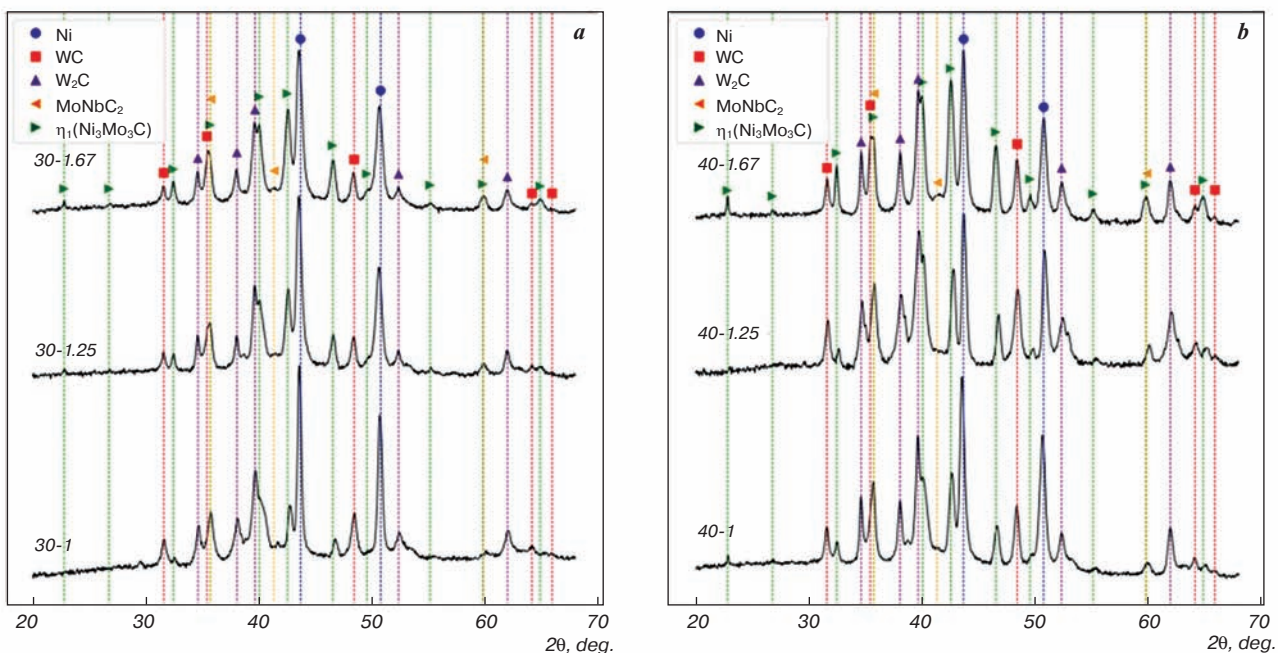 a
Ni
WC
W₂C
MoNbC₂
η₁(Ni₃Mo₃C)
30-1.67
30-1.25
30-1
20 30 40 50 60 70
2θ, deg.
b
Ni
WC
W₂C
MoNbC₂
η₁(Ni₃Mo₃C)
40-1.67
40-1.25
40-1
20 30 40 50 60 70
2θ, deg.